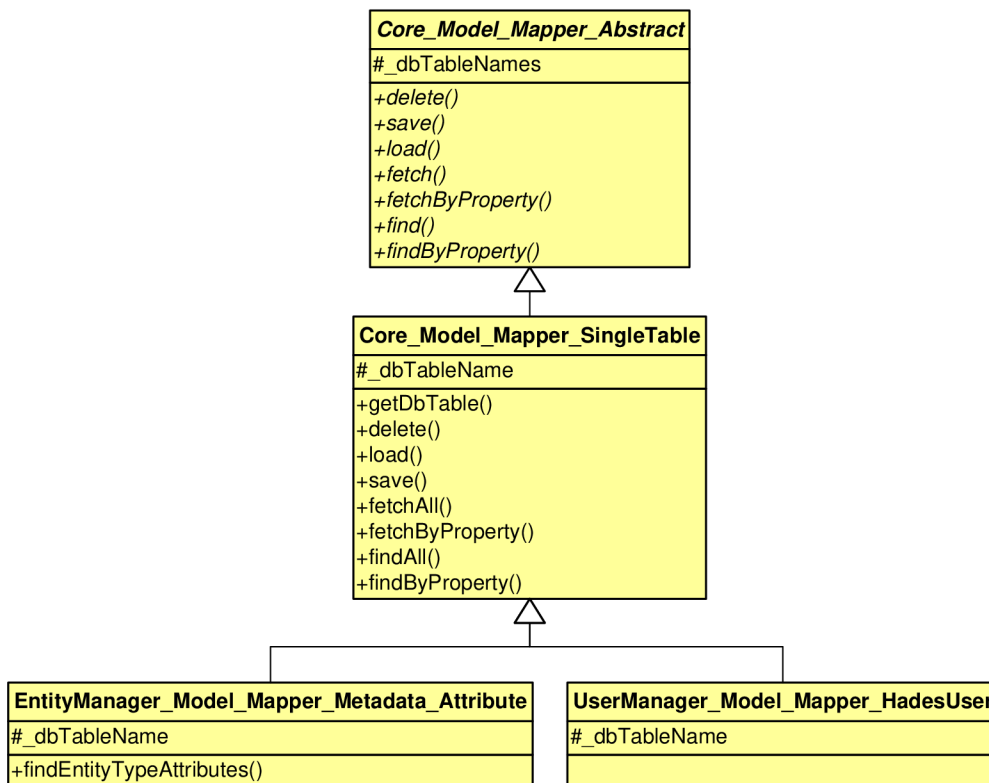 Core_Model_Mapper_Abstract
#_dbTableNames
+delete()
+save()
+load()
+fetch()
+fetchByProperty()
+find()
+findByProperty()
Core_Model_Mapper_SingleTable
#_dbTableName
+getDbTable()
+delete()
+load()
+save()
+fetchAll()
+fetchByProperty()
+findAll()
+findByProperty()
EntityManager_Model_Mapper_Metadata_Attribute
#_dbTableName
+findEntityTypeAttributes()
UserManager_Model_Mapper_HadesUser
#_dbTableName